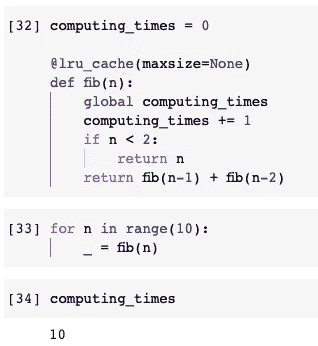 [32] computing_times = 0
@lru_cache(maxsize=None)
def fib(n):
    global computing_times
    computing_times += 1
    if n < 2:
        return n
    return fib(n-1) + fib(n-2)
[33] for n in range(10):
    _ = fib(n)
[34] computing_times
10